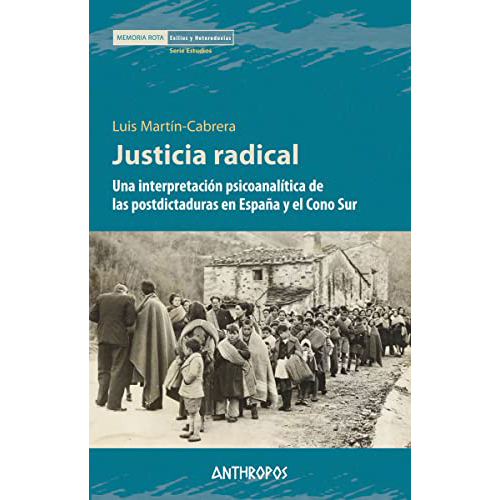 MEMORIA ROTA Exilios y Heterodoxias
Serie Estudios
Luis Martín-Cabrera
Justicia radical
Una interpretación psicoanalítica de
las postdictaduras en España y el Cono Sur
ANTHROPOS